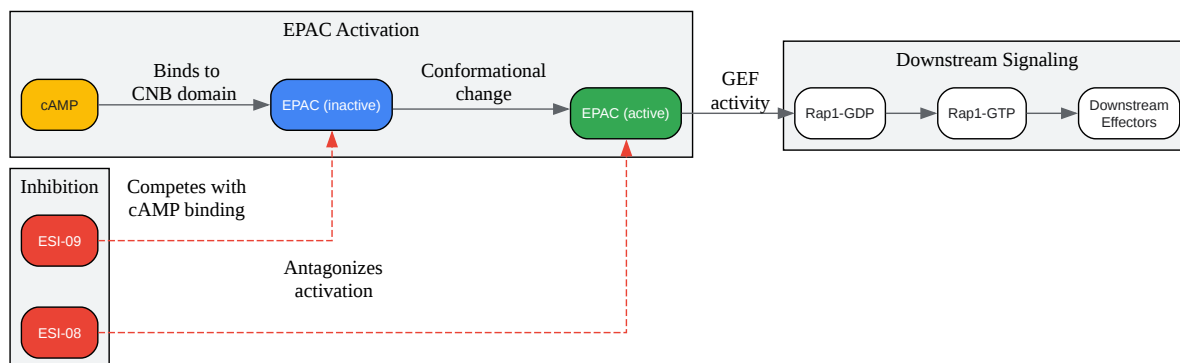 EPAC Activation
Binds to
CNB domain
Conformational
change
cAMP
EPAC (inactive)
EPAC (active)
GEF
activity
Downstream Signaling
Rap1-GDP
Rap1-GTP
Downstream
Effectors
Inhibition
Competes with
cAMP binding
ESI-09
Antagonizes
activation
ESI-08